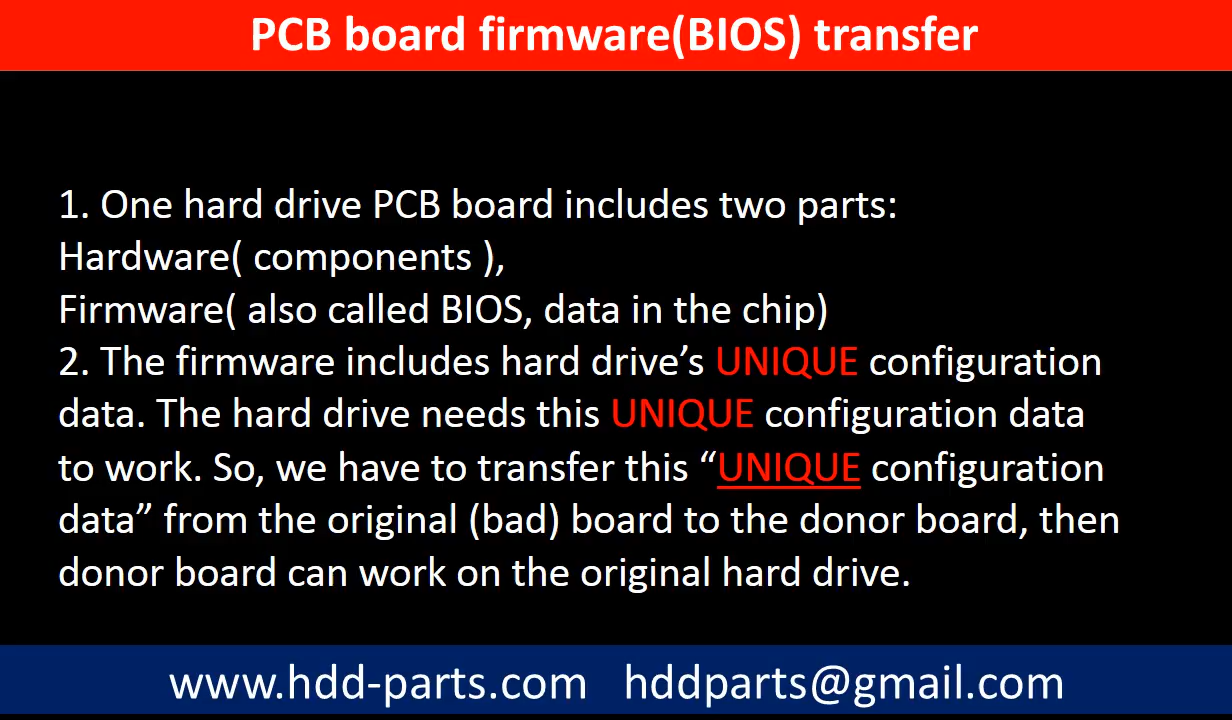 PCB board firmware(BIOS) transfer
1. One hard drive PCB board includes two parts:
Hardware( components ),
Firmware( also called BIOS, data in the chip)
2. The firmware includes hard drive’s UNIQUE configuration
data. The hard drive needs this UNIQUE configuration data
to work. So, we have to transfer this “UNIQUE configuration
data” from the original (bad) board to the donor board, then
donor board can work on the original hard drive.
www.hdd-parts.com hddparts@gmail.com